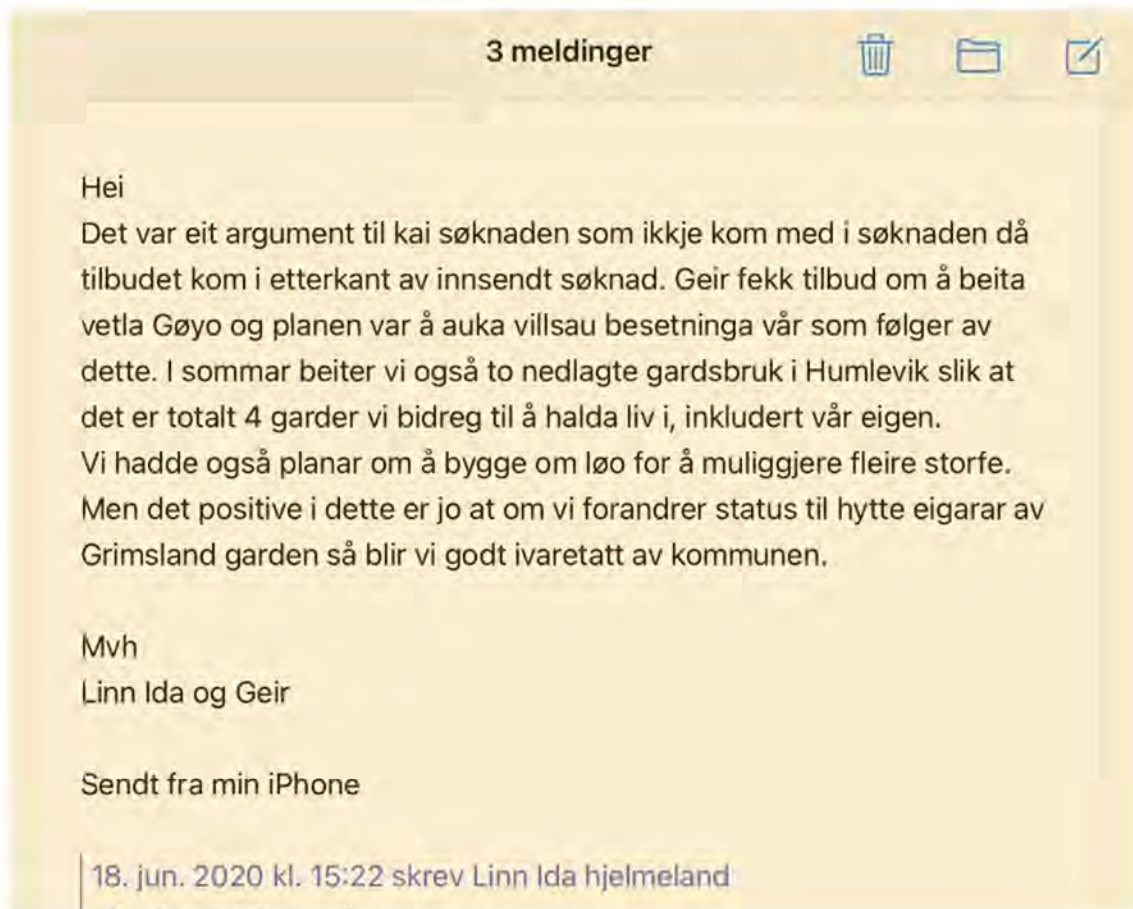 3 meldinger
Hei
Det var eit argument til kai søknaden som ikkje kom med i søknaden då
tilbudet kom i etterkant av innsendt søknad. Geir fekk tilbud om å beita
vetla Gøyo og planen var å auka villsau besetninga vår som følger av
dette. I sommar beiter vi også to nedlagte gardsbruk i Humlevik slik at
det er totalt 4 garder vi bidreg til å halda liv i, inkludert vår eigen.
Vi hadde også planar om å bygge om løo for å muliggjere fleire storfe.
Men det positive i dette er jo at om vi forandrer status til hytte eigarar av
Grimsland garden så blir vi godt ivaretatt av kommunen.
Mvh
Linn Ida og Geir
Sendt fra min iPhone
18. jun. 2020 kl. 15:22 skrev Linn Ida hjelmeland